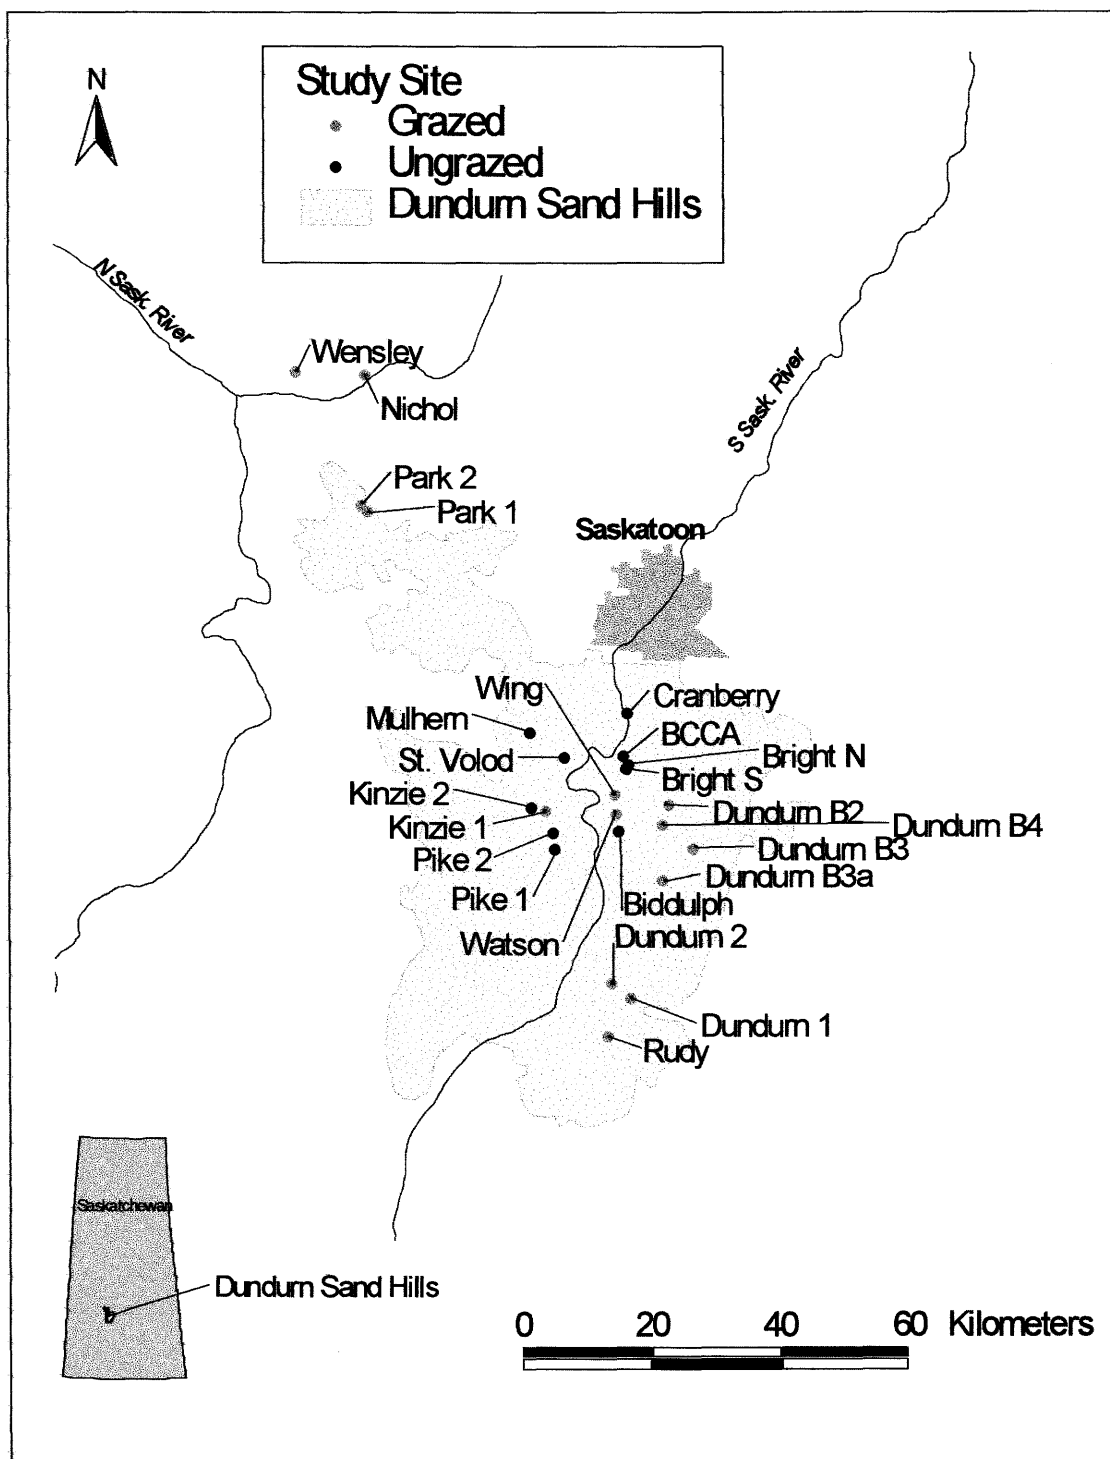 N
Study Site
Grazed
Ungrazed
Dundurn Sand Hills
N Sask. River
Wensley
Nichol
S Sask. River
Park 2
Park 1
Saskatoon
Wing
Cranberry
Mulhern
BCCA
St. Volod
Bright N
Bright S
Kinzie 2
Dundurn B2
Kinzie 1
Dundurn B4
Pike 2
Dundurn B3
Dundurn B3a
Pike 1
Biddulph
Watson
Dundurn 2
Dundurn 1
Rudy
Saskatchewan
Dundurn Sand Hills
0 20 40 60 Kilometers